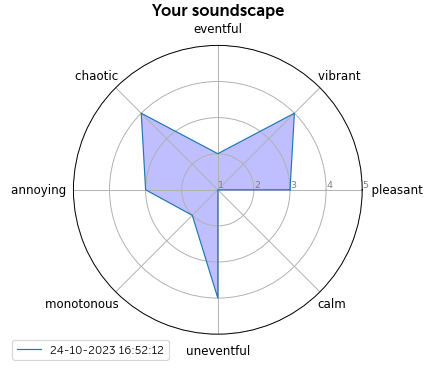 Your soundscape
eventful
chaotic
vibrant
annoying
1 2 3 4 5
pleasant
monotonous
calm
uneventful
24-10-2023 16:52:12